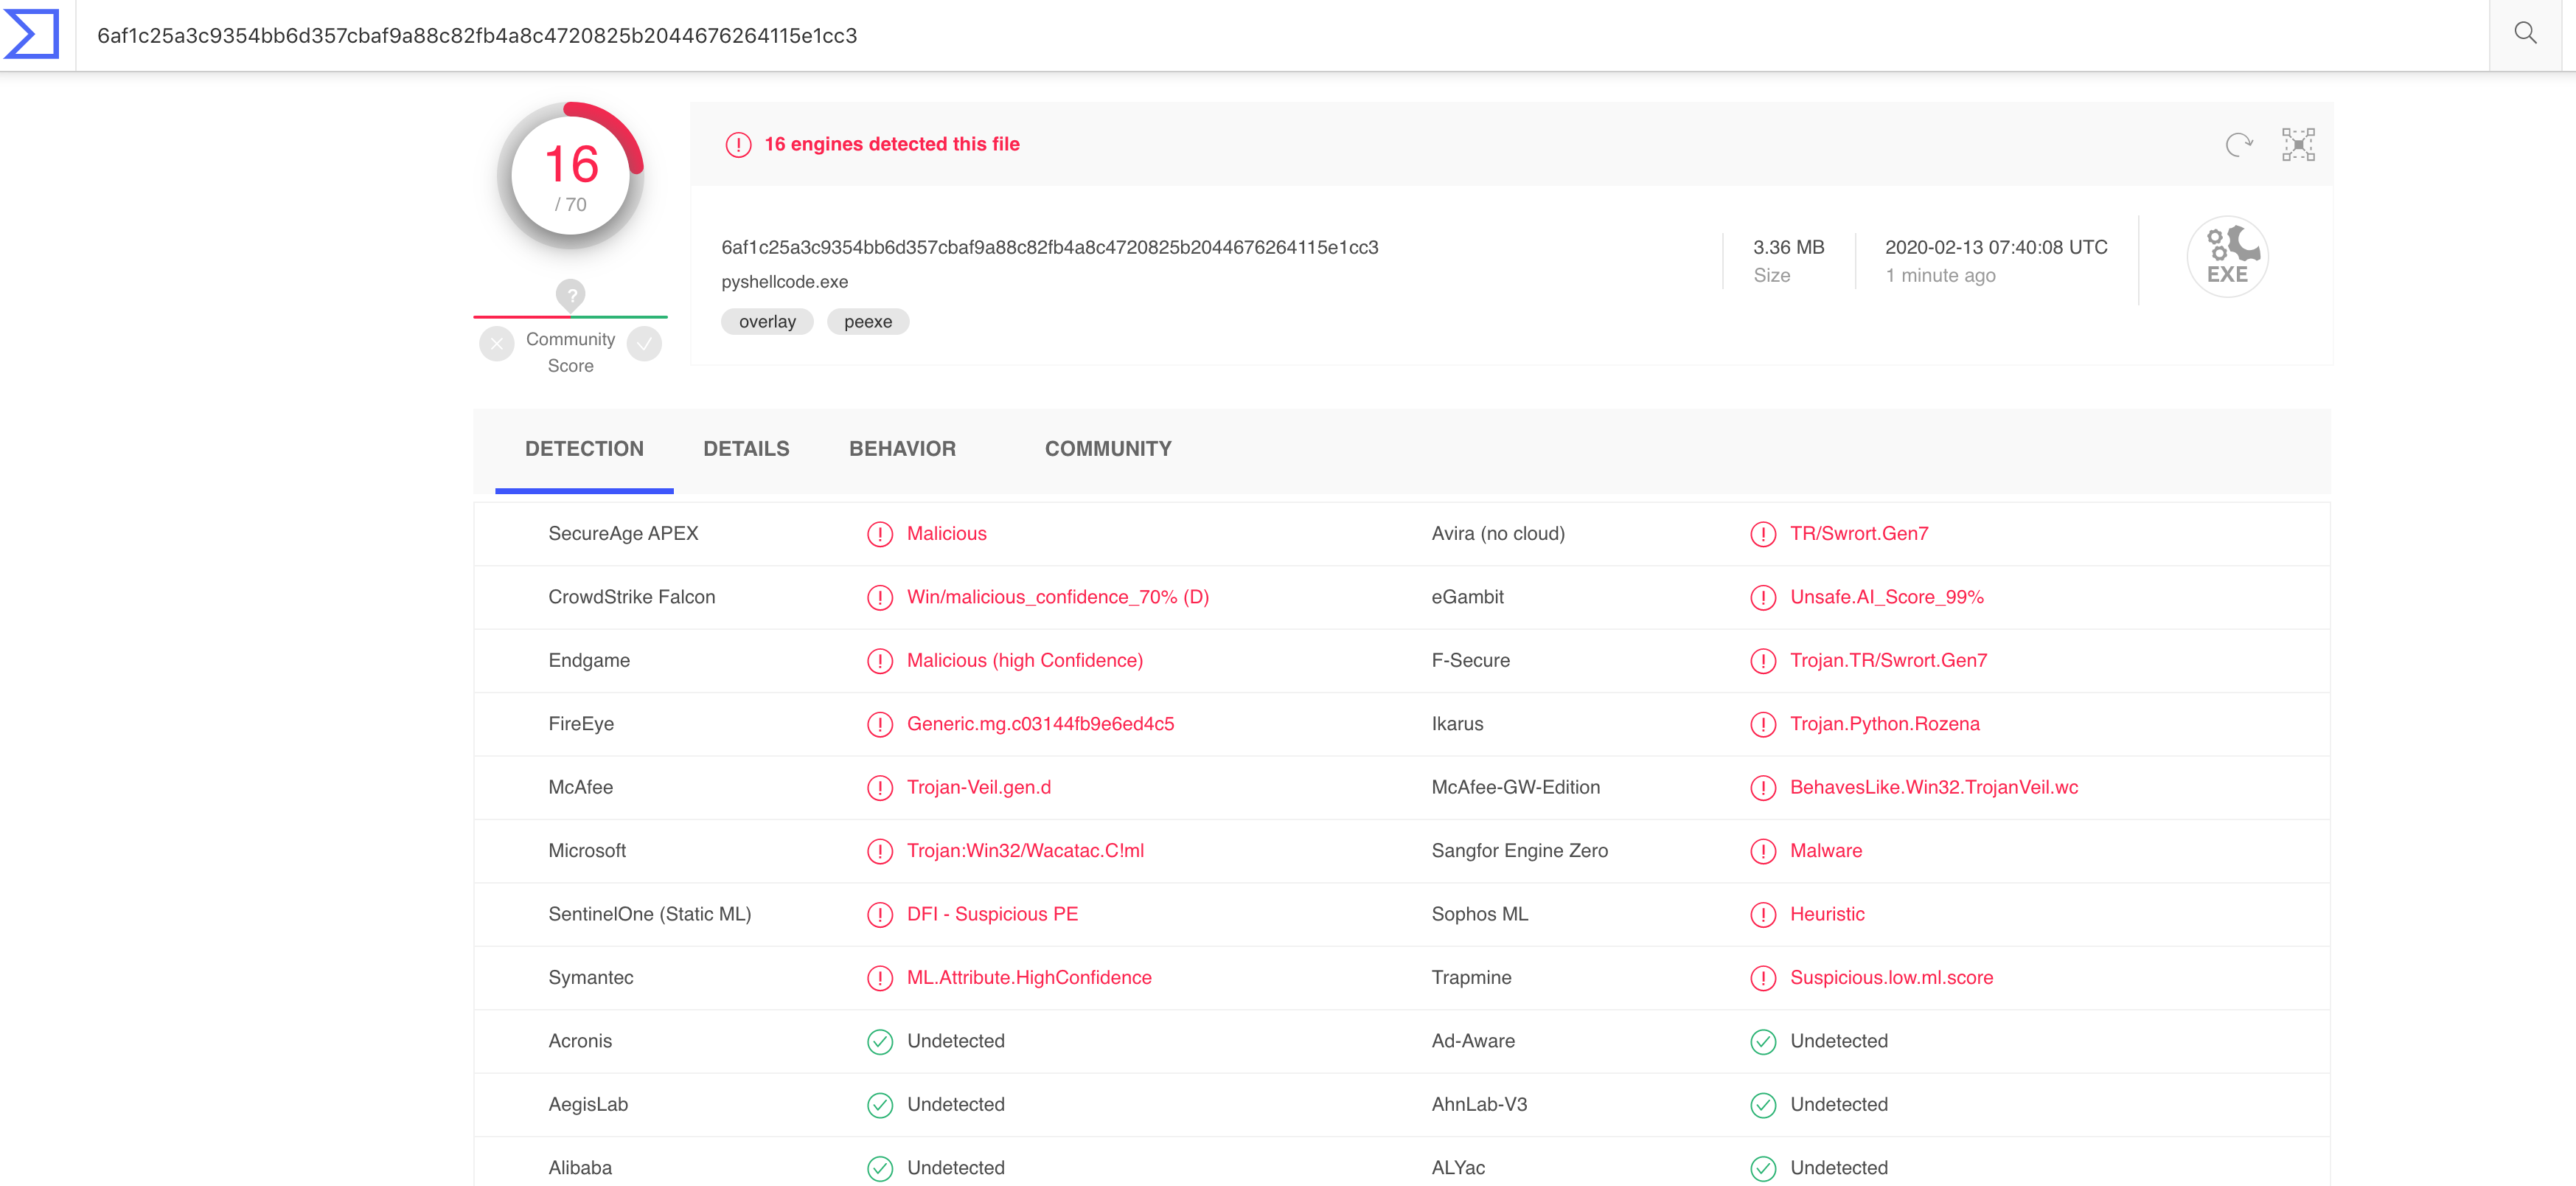 6af1c25a3c9354bb6d357cbaf9a88c82fb4a8c4720825b2044676264115e1cc3
16
/ 70
?
Community
Score
16 engines detected this file
6af1c25a3c9354bb6d357cbaf9a88c82fb4a8c4720825b2044676264115e1cc3
pyshellcode.exe
overlay peexe
3.36 MB
Size
2020-02-13 07:40:08 UTC
1 minute ago
EXE
DETECTION DETAILS BEHAVIOR COMMUNITY
SecureAge APEX Malicious Avira (no cloud) TR/Swrort.Gen7
CrowdStrike Falcon Win/malicious_confidence_70% (D) eGambit Unsafe.AI_Score_99%
Endgame Malicious (high Confidence) F-Secure Trojan.TR/Swrort.Gen7
FireEye Generic.mg.c03144fb9e6ed4c5 Ikarus Trojan.Python.Rozena
McAfee Trojan-Veil.gen.d McAfee-GW-Edition BehavesLike.Win32.TrojanVeil.wc
Microsoft Trojan:Win32/Wacatac.C!ml Sangfor Engine Zero Malware
SentinelOne (Static ML) DFI - Suspicious PE Sophos ML Heuristic
Symantec ML.Attribute.HighConfidence Trapmine Suspicious.low.ml.score
Acronis Undetected Ad-Aware Undetected
AegisLab Undetected AhnLab-V3 Undetected
Alibaba Undetected ALYac Undetected